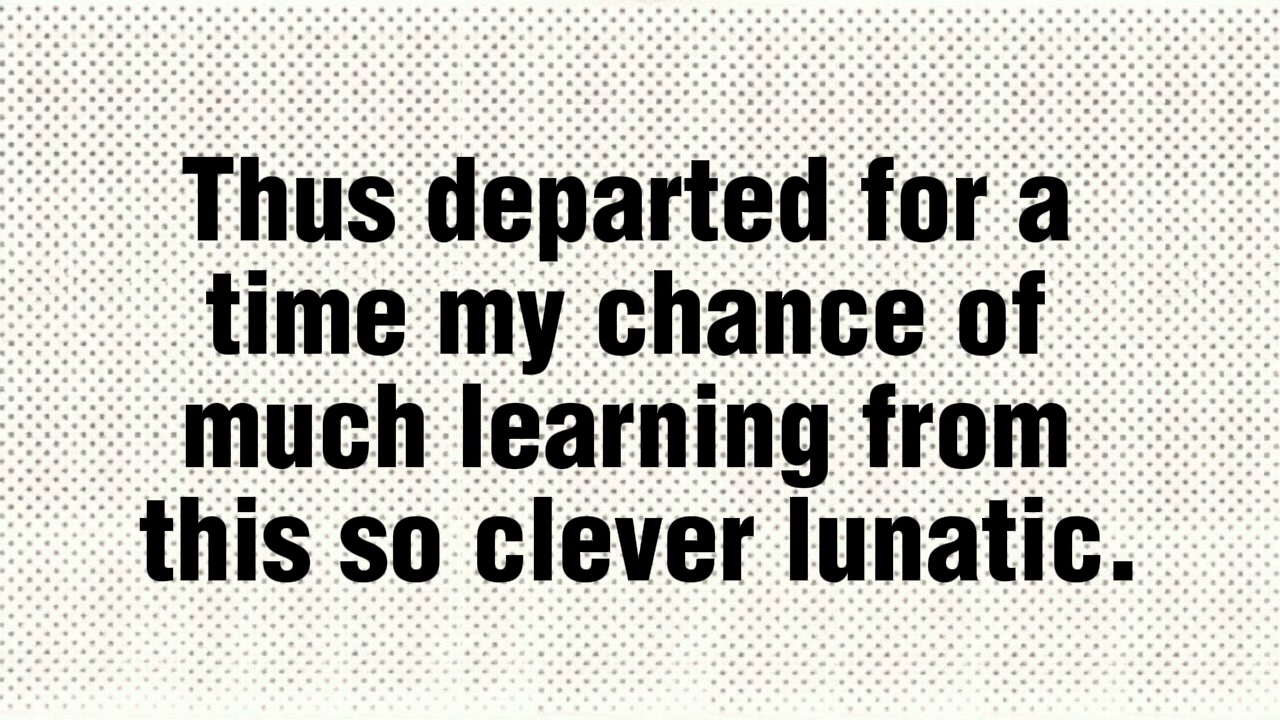 Thus departed for a
time my chance of
much learning from
this so clever lunatic.